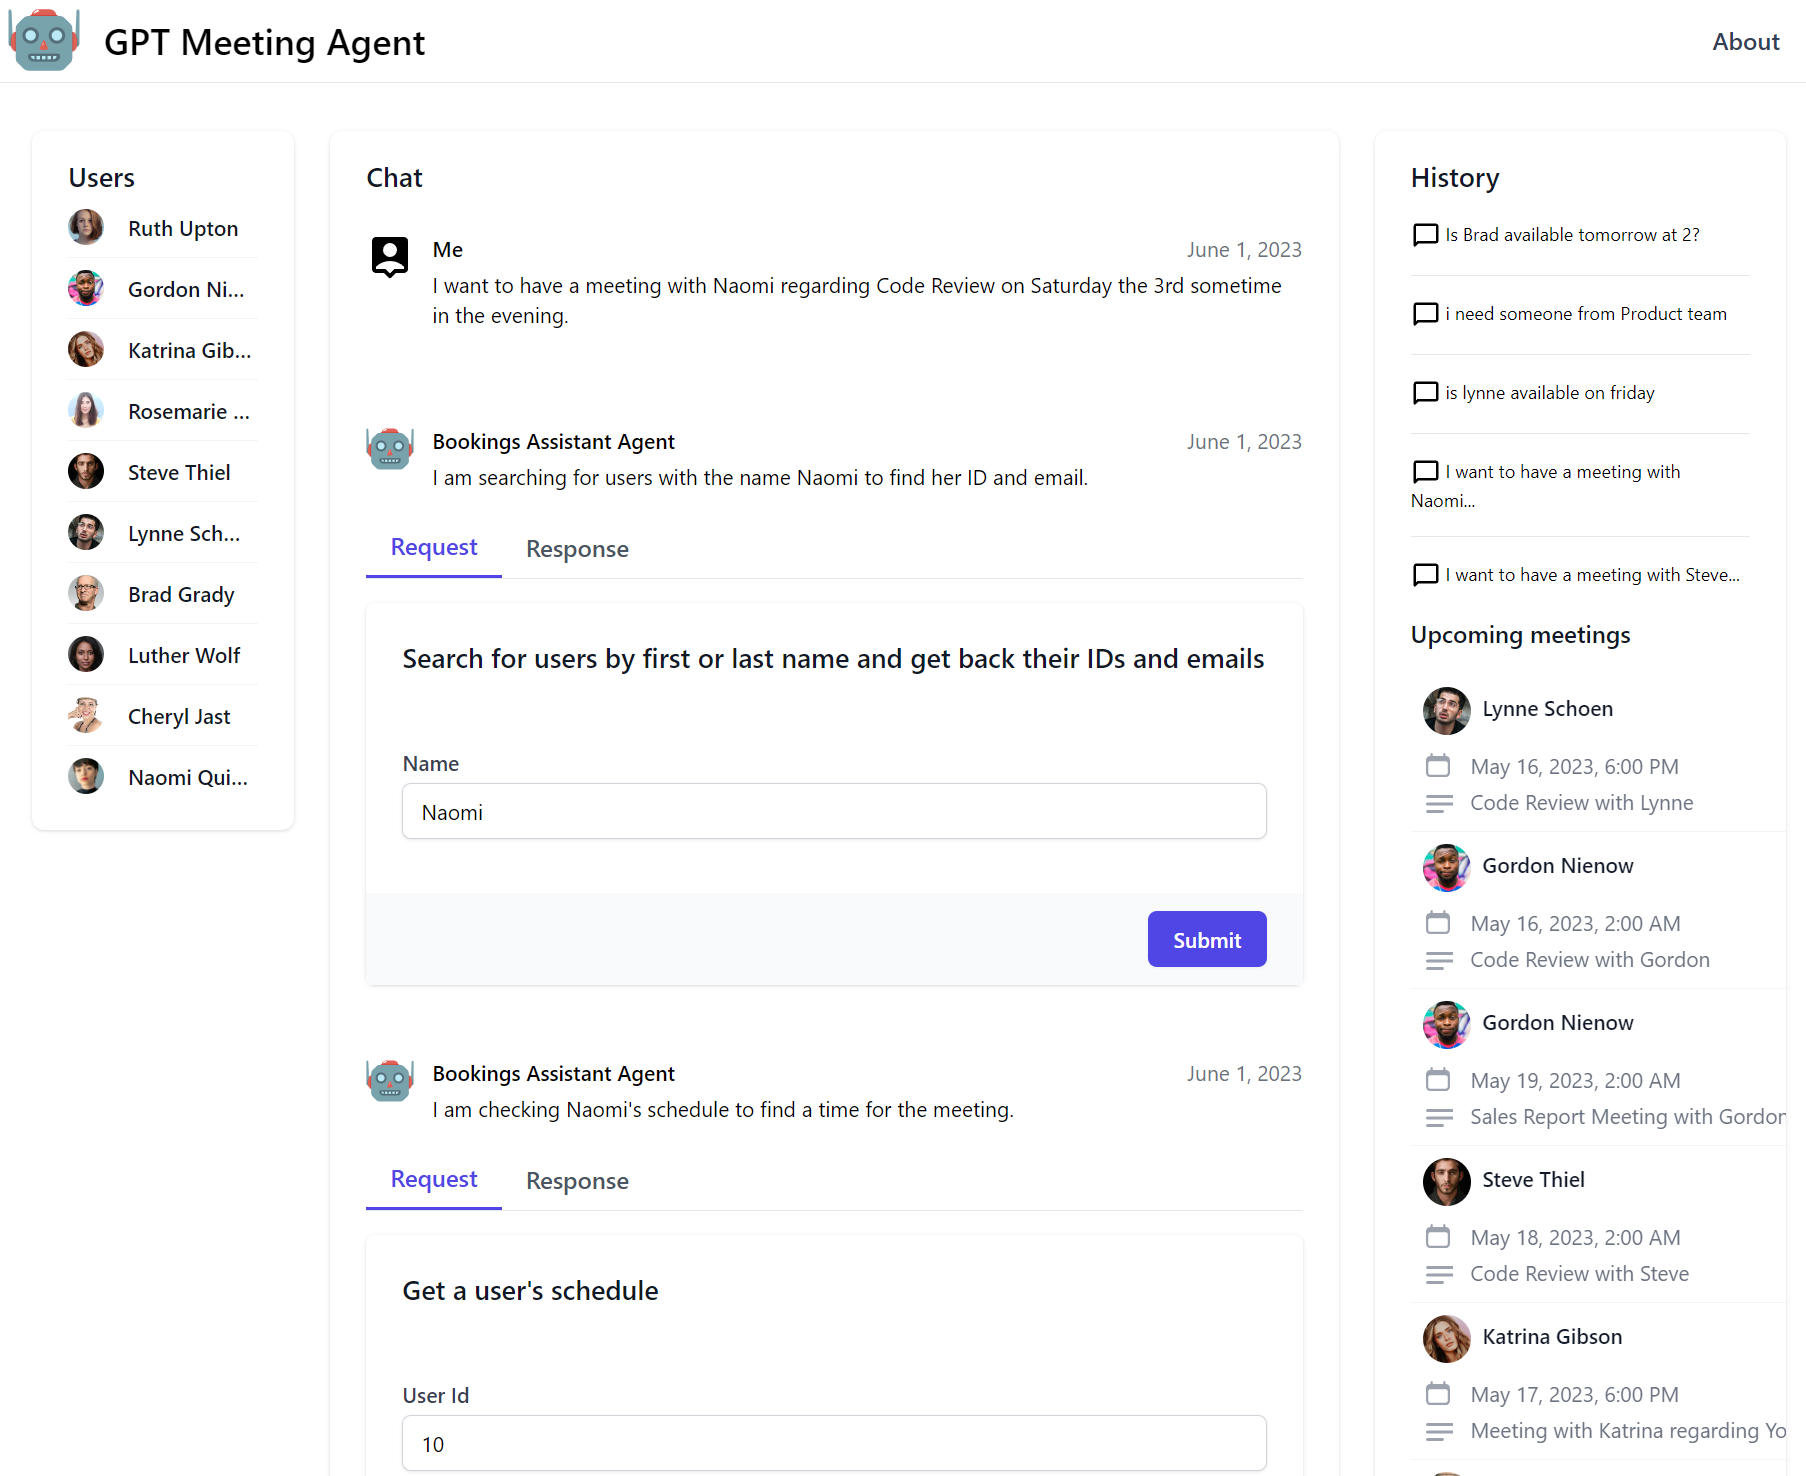 GPT Meeting Agent
About
Users
Ruth Upton
Gordon Ni...
Katrina Gib...
Rosemarie ...
Steve Thiel
Lynne Sch...
Brad Grady
Luther Wolf
Cheryl Jast
Naomi Qui...
Chat
Me
June 1, 2023
I want to have a meeting with Naomi regarding Code Review on Saturday the 3rd sometime
in the evening.
Bookings Assistant Agent
June 1, 2023
I am searching for users with the name Naomi to find her ID and email.
Request
Response
Search for users by first or last name and get back their IDs and emails
Name
Naomi
Submit
Bookings Assistant Agent
June 1, 2023
I am checking Naomi's schedule to find a time for the meeting.
Request
Response
Get a user's schedule
User Id
10
History
Is Brad available tomorrow at 2?
i need someone from Product team
is lynne available on friday
I want to have a meeting with
Naomi...
I want to have a meeting with Steve...
Upcoming meetings
Lynne Schoen
May 16, 2023, 6:00 PM
Code Review with Lynne
Gordon Nienow
May 16, 2023, 2:00 AM
Code Review with Gordon
Gordon Nienow
May 19, 2023, 2:00 AM
Sales Report Meeting with Gordon
Steve Thiel
May 18, 2023, 2:00 AM
Code Review with Steve
Katrina Gibson
May 17, 2023, 6:00 PM
Meeting with Katrina regarding Yo